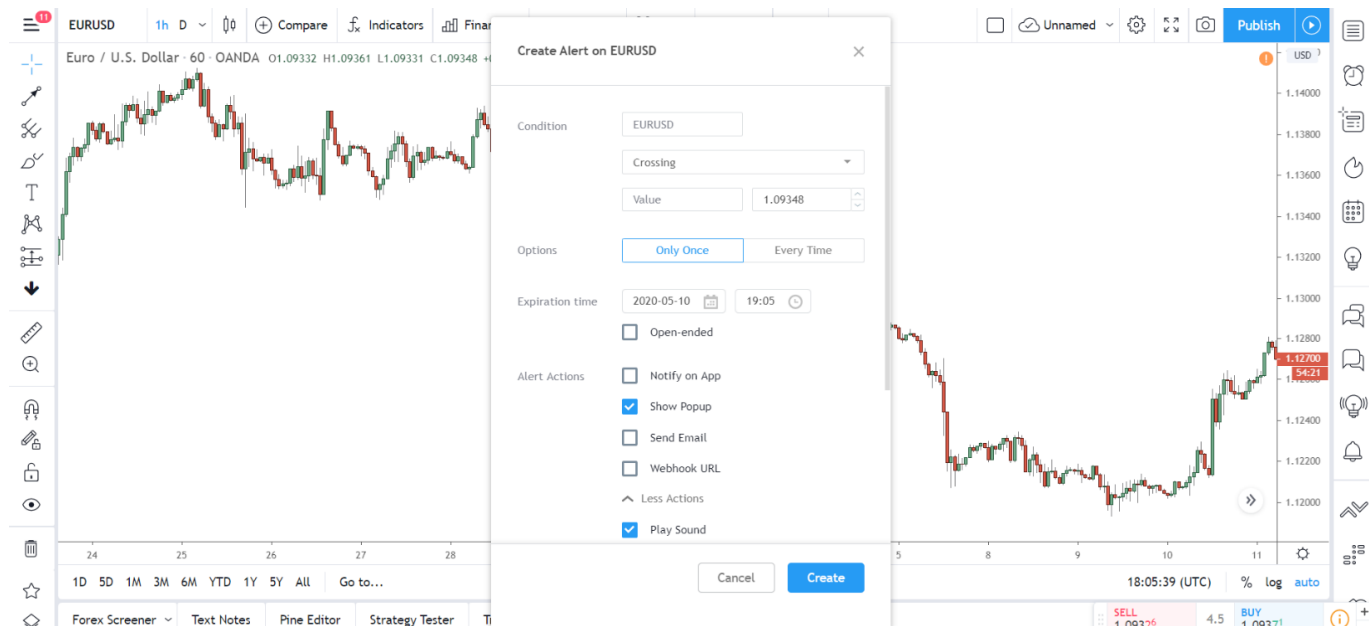 11
EURUSD
1h D
Compare
Indicators
Unnamed
Publish
Euro / U.S. Dollar · 60 · OANDA O1.09332 H1.09361 L1.09331 C1.09348
USD
1.14000
1.13800
1.13600
1.13400
1.13200
1.13000
1.12800
1.12700
54:21
1.12400
1.12200
1.12000
Create Alert on EURUSD
Condition
EURUSD
Crossing
Value 1.09348
Options Only Once Every Time
Expiration time 2020-05-10 19:05
Open-ended
Alert Actions Notify on App
Show Popup
Send Email
Webhook URL
Less Actions
Play Sound
Cancel Create
24 25 26 27 28 5 8 9 10 11
1D 5D 1M 3M 6M YTD 1Y 5Y All Go to...
18:05:39 (UTC) % log auto
Forex Screener Text Notes Pine Editor Strategy Tester
SELL 4.5 BUY